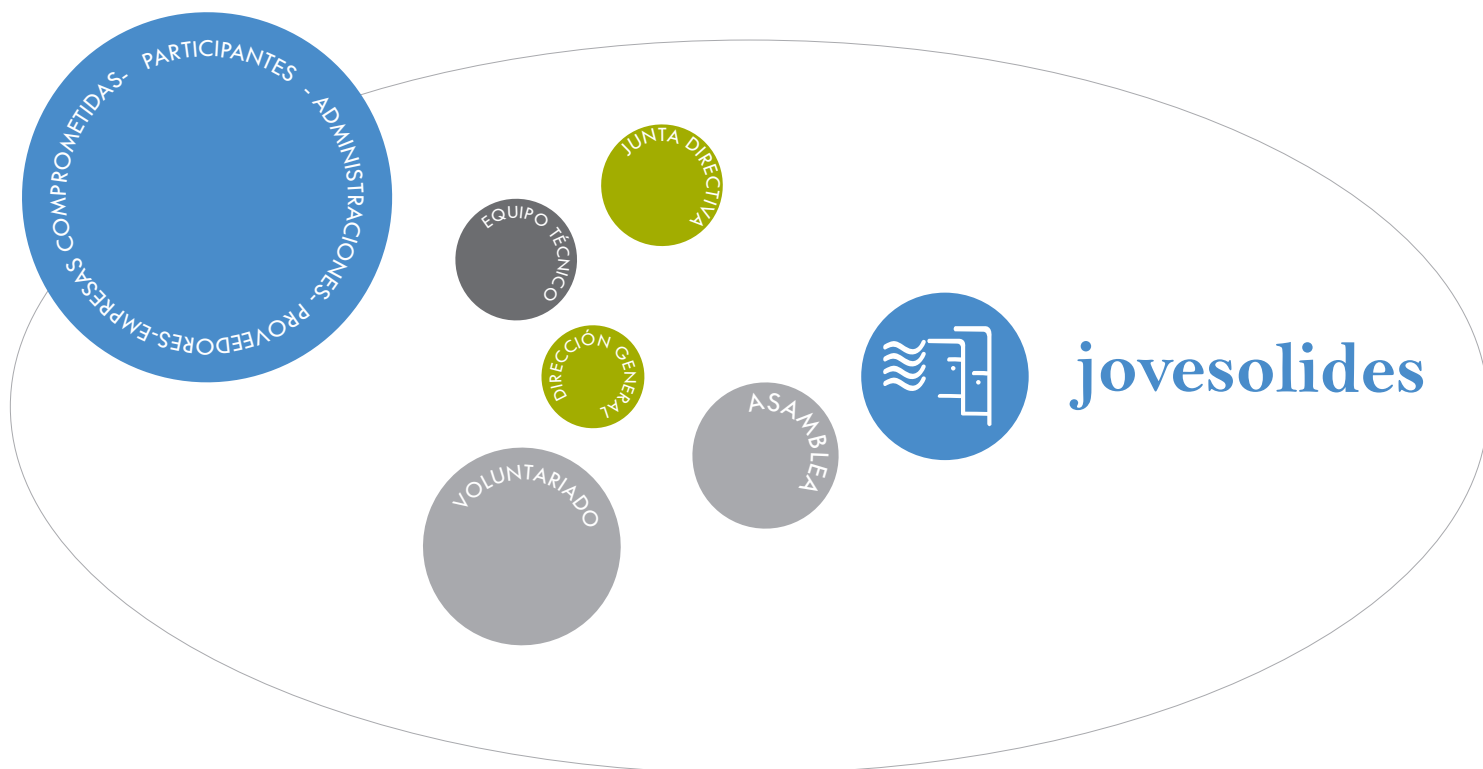 PARTICIPANTES - ADMINISTRACIONES- PROVEEDORES-EMPRESAS COMPROMETIDAS-
JUNTA DIRECTIVA
EQUIPO TÉCNICO
DIRECCIÓN GENERAL
ASAMBLEA
VOLUNTARIADO
jovesolides